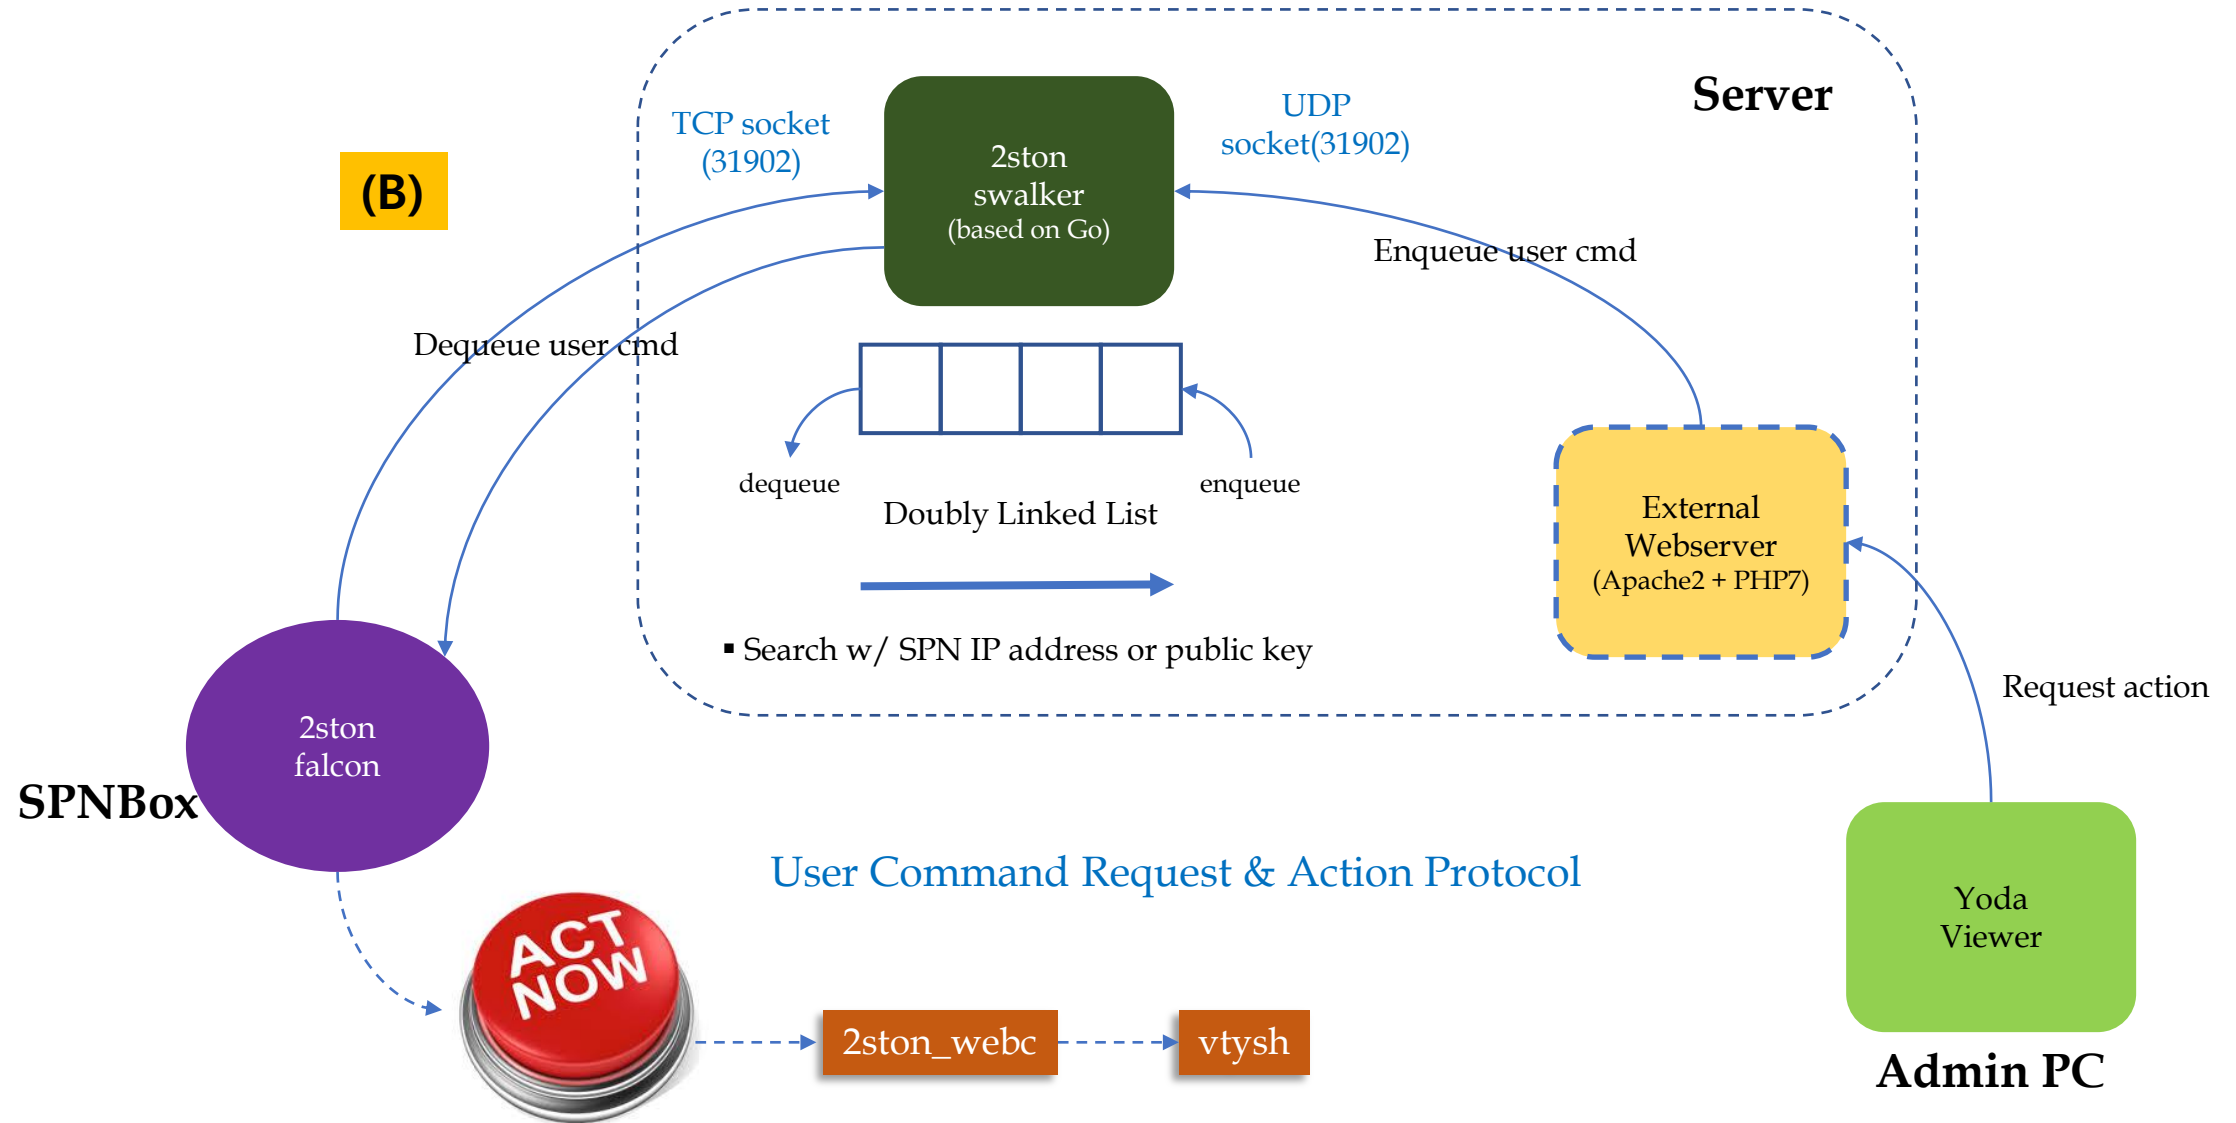 Server
TCP socket
(31902)
UDP
socket(31902)
2ston
swalker
(based on Go)
(B)
Enqueue user cmd
Dequeue user cmd
dequeue
enqueue
Doubly Linked List
External
Webserver
(Apache2 + PHP7)
▪ Search w/ SPN IP address or public key
Request action
2ston
falcon
SPNBox
User Command Request & Action Protocol
Yoda
Viewer
ACT
NOW
2ston_webc
vtysh
Admin PC